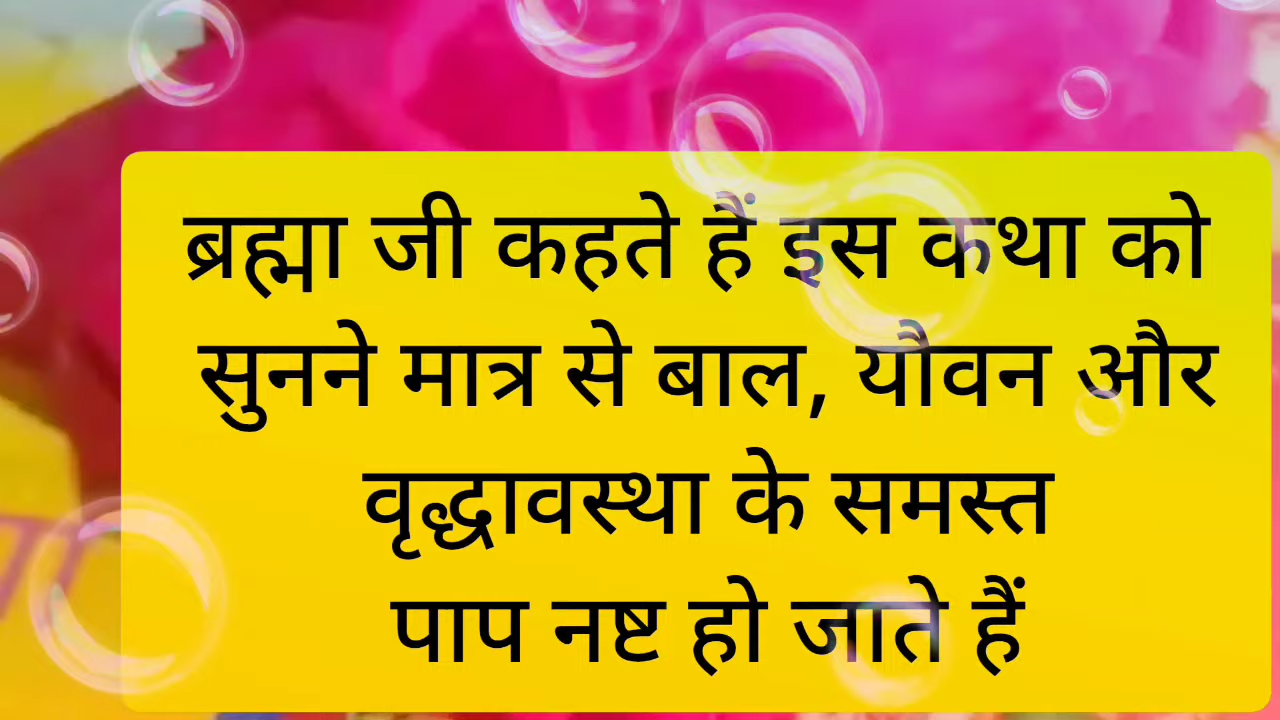 ब्रह्मा जी कहते हैं इस कथा को
सुनने मात्र से बाल, यौवन और
वृद्धावस्था के समस्त
पाप नष्ट हो जाते हैं